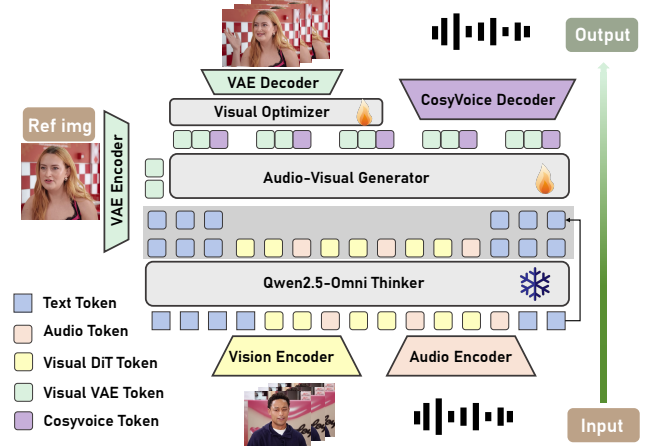 Output
VAE Decoder
CosyVoice Decoder
Visual Optimizer
Ref img
VAE Encoder
Audio-Visual Generator
Qwen2.5-Omni Thinker
Text Token
Audio Token
Visual DiT Token
Visual VAE Token
Cosyvoice Token
Vision Encoder
Audio Encoder
Input